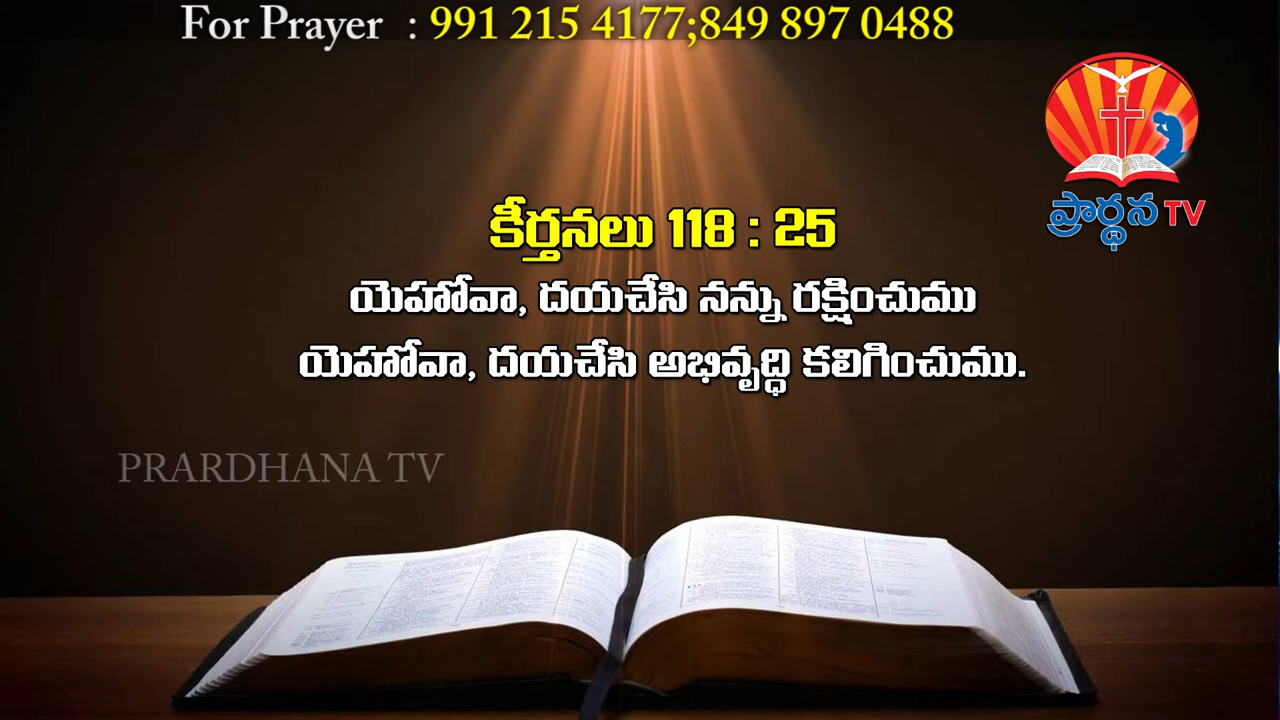 For Prayer : 991 215 4177;849 897 0488
ప్రార్థన TV
కీర్తనలు 118 : 25
యెహోవా, దయచేసి నన్ను రక్షించుము
యెహోవా, దయచేసి అభివృద్ధి కలిగించుము.
PRARDHANA TV